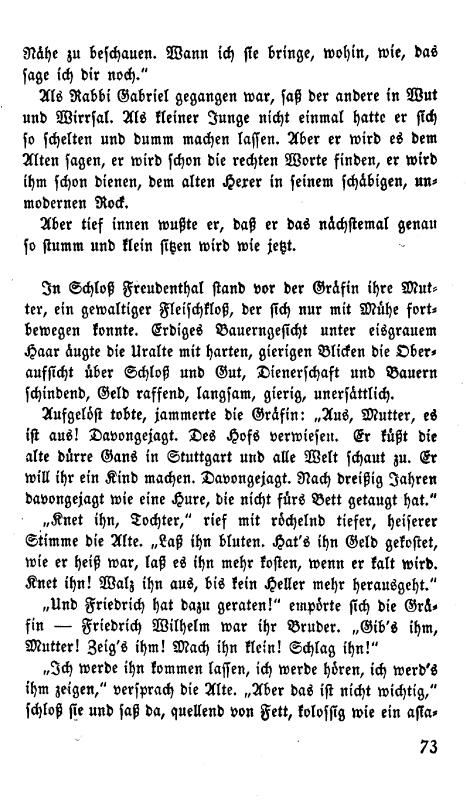 Nähe zu beschauen. Wann ich sie bringe, wohin, wie, das
sage ich dir noch.“
Als Rabbi Gabriel gegangen war, saß der andere in Wut
und Wirrsal. Als kleiner Junge nicht einmal hatte er sich
so schelten und dumm machen lassen. Aber er wird es dem
Alten sagen, er wird schon die rechten Worte finden, er wird
ihm schon dienen, dem alten Hexer in seinem schäbigen, un-
modernen Rock.
Aber tief innen wußte er, daß er das nächstemal genau
so stumm und klein sitzen wird wie jetzt.
In Schloß Freudenthal stand vor der Gräfin ihre Mut-
ter, ein gewaltiger Fleischkloß, der sich nur mit Mühe fort-
bewegen konnte. Erdiges Bauerngesicht unter eisgrauem
Haar äugte die Uralte mit harten, gierigen Blicken die Ober-
aufsicht über Schloß und Gut, Dienerschaft und Bauern
schindend, Geld raffend, langsam, gierig, unersättlich.
Aufgelöst tobte, jammerte die Gräfin: „Aus, Mutter, es
ist aus! Davongejagt. Des Hofs verwiesen. Er küßt die
alte dürre Gans in Stuttgart und alle Welt schaut zu. Er
will ihr ein Kind machen. Davongejagt. Nach dreißig Jahren
davongejagt wie eine Hure, die nicht fürs Bett getaugt hat.“
„Knet ihn, Tochter,“ rief mit röchelnd tiefer, heiserer
Stimme die Alte. „Laß ihn bluten. Hat's ihn Geld gekostet,
wie er heiß war, laß es ihn mehr kosten, wenn er kalt wird.
Knet ihn! Walz ihn aus, bis kein Heller mehr herausgeht.“
„Und Friedrich hat dazu geraten!“ empörte sich die Grä-
fin — Friedrich Wilhelm war ihr Bruder. „Gib's ihm,
Mutter! Zeig's ihm! Mach ihn klein! Schlag ihn!“
„Ich werde ihn kommen lassen, ich werde hören, ich werd's
ihm zeigen,“ versprach die Alte. „Aber das ist nicht wichtig,“
schloß sie und saß da, quellend von Fett, kolossig wie ein asia-
73